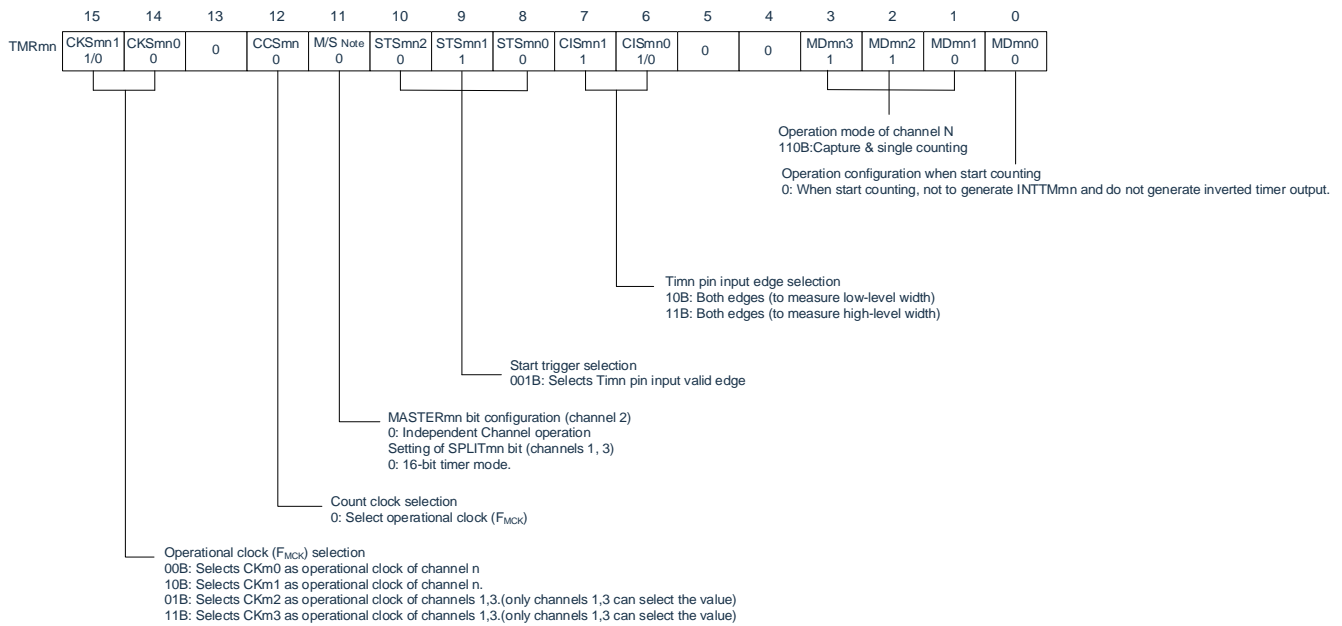 15 14 13 12 11 10 9 8 7 6 5 4 3 2 1 0
TMRmn CKSmn1 CKSmn0 0 CCSmn M/S Note STSmn2 STSmn1 STSmn0 CISmn1 CISmn0 0 0 MDmn3 MDmn2 MDmn1 MDmn0
1/0 0 0 0 0 1 0 1 1/0 1 1 0 0
Operation mode of channel N
110B:Capture & single counting
Operation configuration when start counting
0: When start counting, not to generate INTTMmn and do not generate inverted timer output.
Timn pin input edge selection
10B: Both edges (to measure low-level width)
11B: Both edges (to measure high-level width)
Start trigger selection
001B: Selects Timn pin input valid edge
MASTERmn bit configuration (channel 2)
0: Independent Channel operation
Setting of SPLITmn bit (channels 1, 3)
0: 16-bit timer mode.
Count clock selection
0: Select operational clock (FMCK)
Operational clock (FMCK) selection
00B: Selects CKm0 as operational clock of channel n
10B: Selects CKm1 as operational clock of channel n.
01B: Selects CKm2 as operational clock of channels 1,3.(only channels 1,3 can select the value)
11B: Selects CKm3 as operational clock of channels 1,3.(only channels 1,3 can select the value)